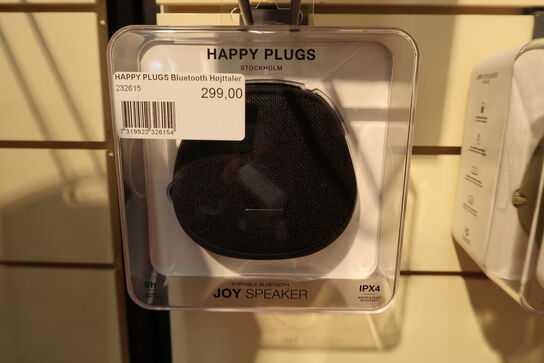 HAPPY PLUGS
STOCKHOLM
HAPPY PLUGS Bluetooth Højttaler
232615
299,00
7 319922 326154
8h
PORTABLE BLUETOOTH
JOY SPEAKER
IPX4